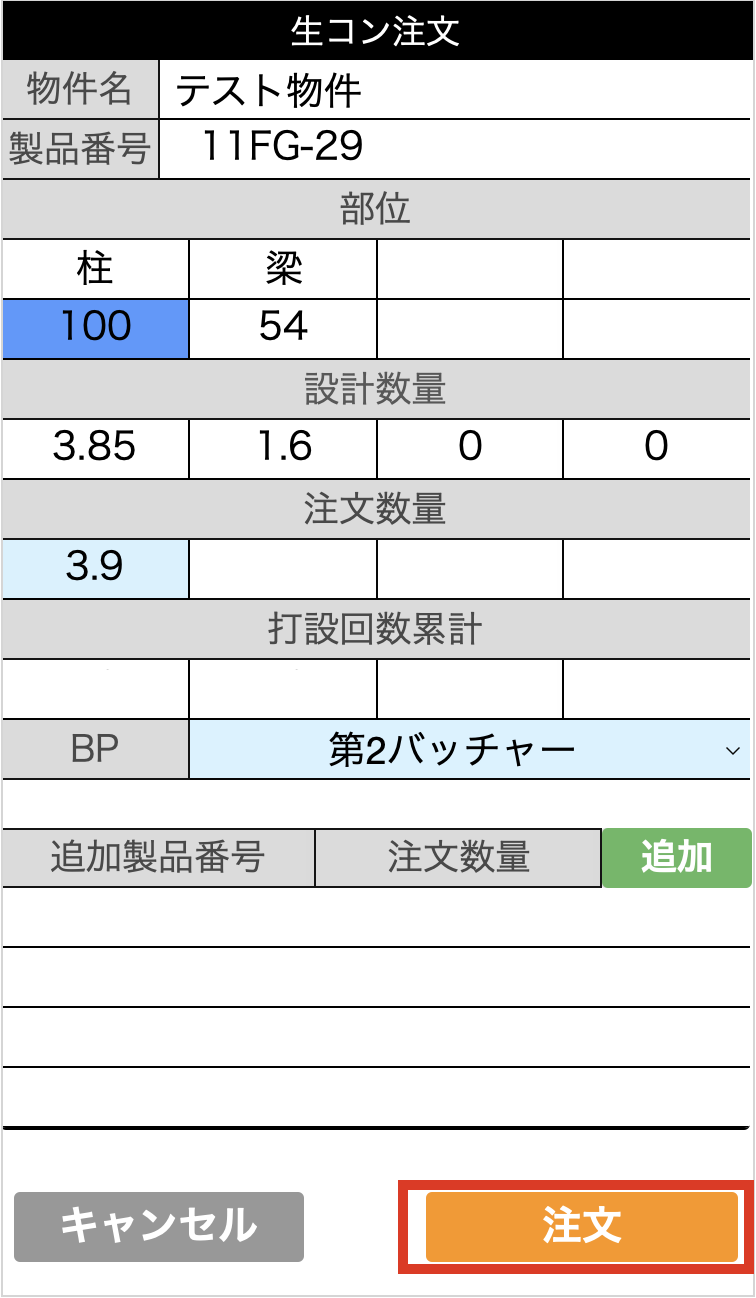 生コン注文
物件名 テスト物件
製品番号 11FG-29
部位
柱 梁
100 54
設計数量
3.85 1.6 0 0
注文数量
3.9
打設回数累計
BP 第2バッチャー
追加製品番号 注文数量 追加
キャンセル 注文